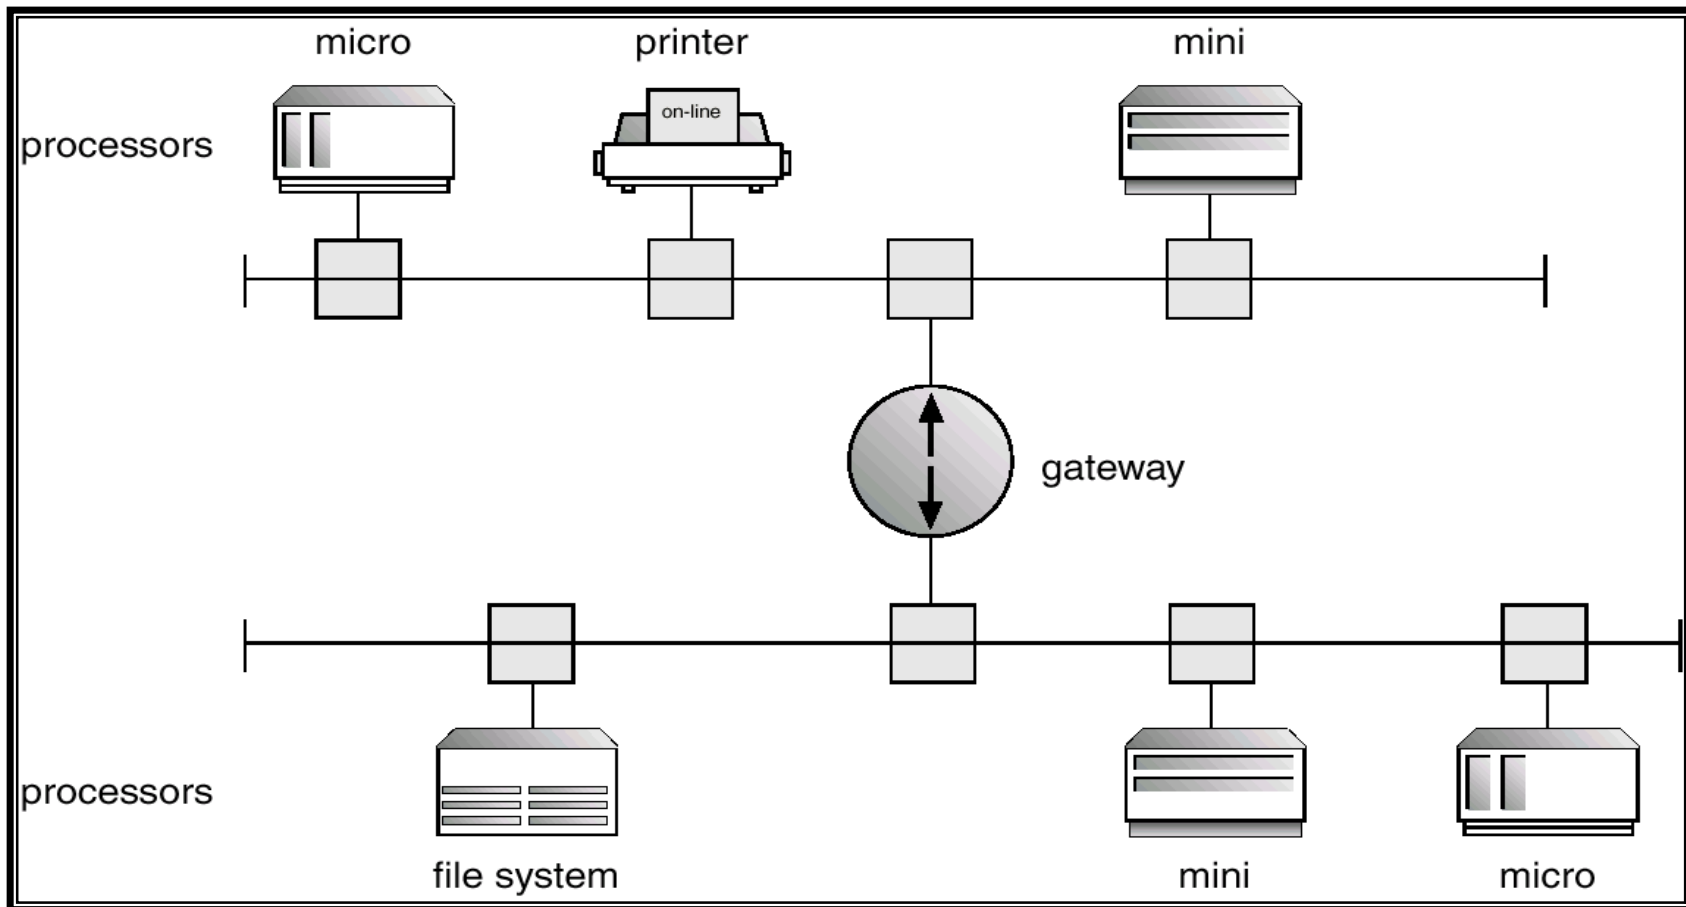 micro
printer
mini
on-line
processors
gateway
processors
file system
mini
micro